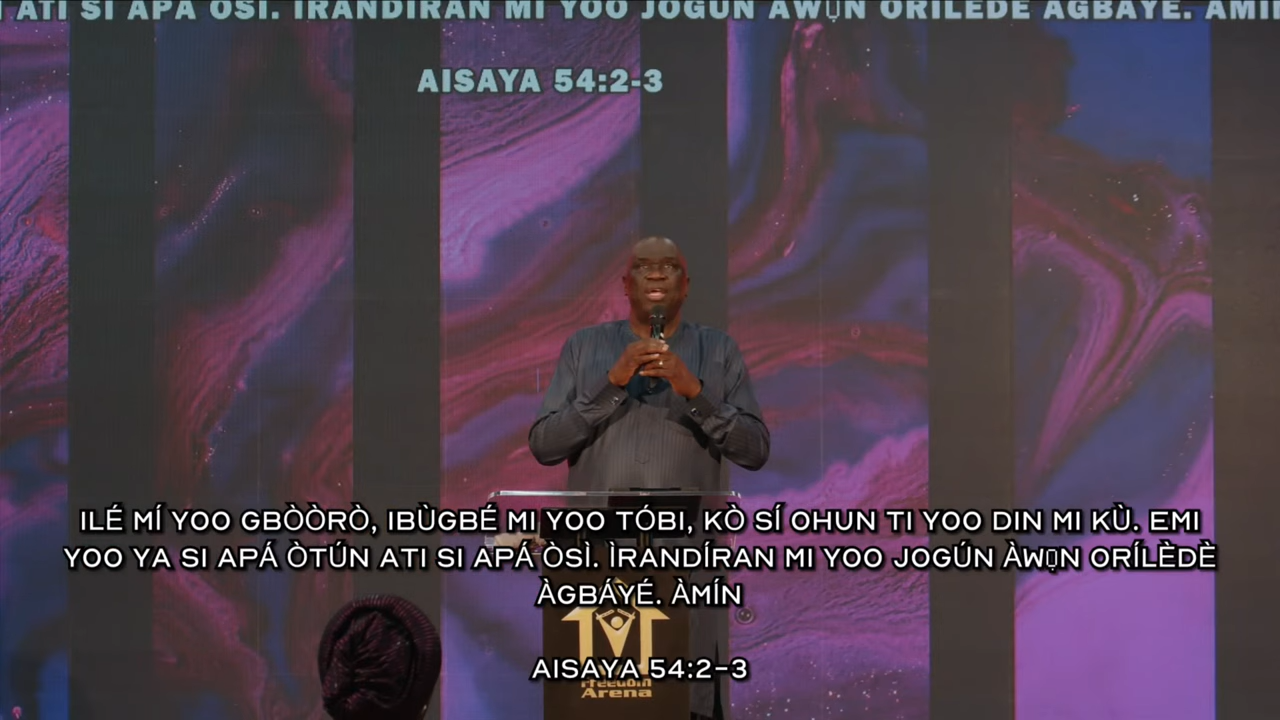 ATI SI APA OSI. IRANDIRAN MI YOO JOGUN AWỌN ORILEDE AGBAYE. AMIN
AISAYA 54:2-3
ILÉ MÍ YOO GBÒÒRÒ, IBÙGBÉ MI YOO TÓBI, KÒ SÍ OHUN TI YOO DIN MI KÙ. EMI
YOO YA SI APÁ ÒTÚN ATI SI APÁ ÒSÌ. ÌRANDÍRAN MI YOO JOGÚN ÀWỌN ORÍLÈDÈ
ÀGBÁYÉ. ÀMÍN
AISAYA 54:2-3
Freedom
Arena